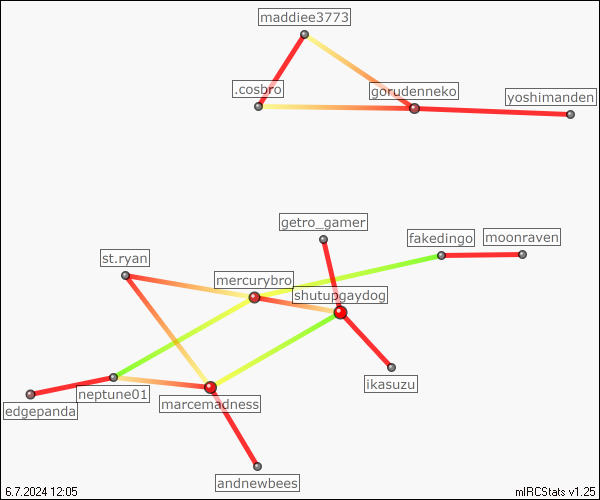 maddiee3773
.cosbro
gorudenneko
yoshimanden
getro_gamer
fakedingo
moonraven
st.ryan
mercurybro
shutupgaydog
ikasuzu
neptune01
edgepanda
marcemadness
andnewbees
6.7.2024 12:05
mIRCStats v1.25